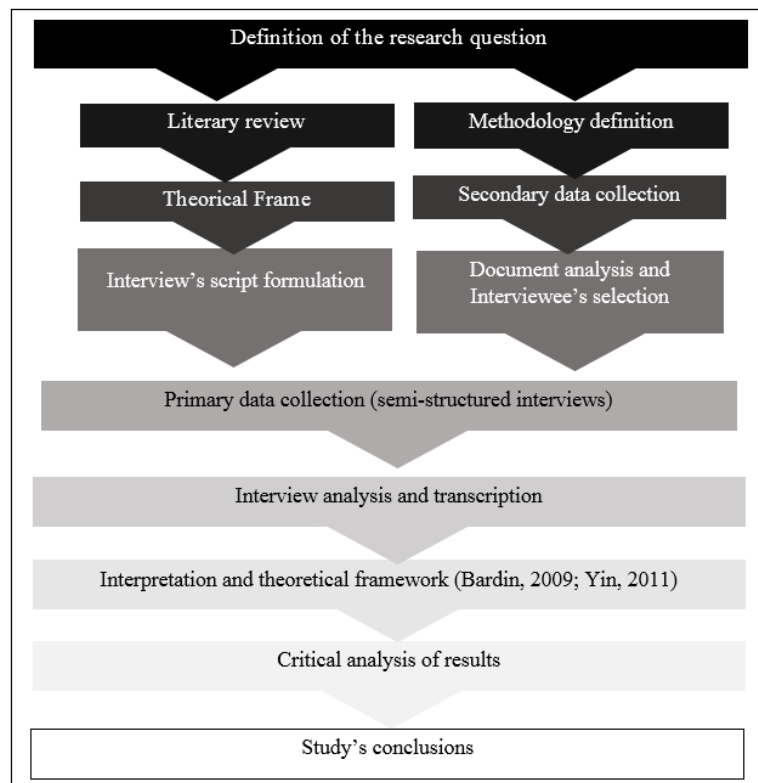 Definition of the research question
Literary review
Methodology definition
Theorical Frame
Secondary data collection
Interview's script formulation
Document analysis and
Interviewee's selection
Primary data collection (semi-structured interviews)
Interview analysis and transcription
Interpretation and theoretical framework (Bardin, 2009; Yin, 2011)
Critical analysis of results
Study's conclusions